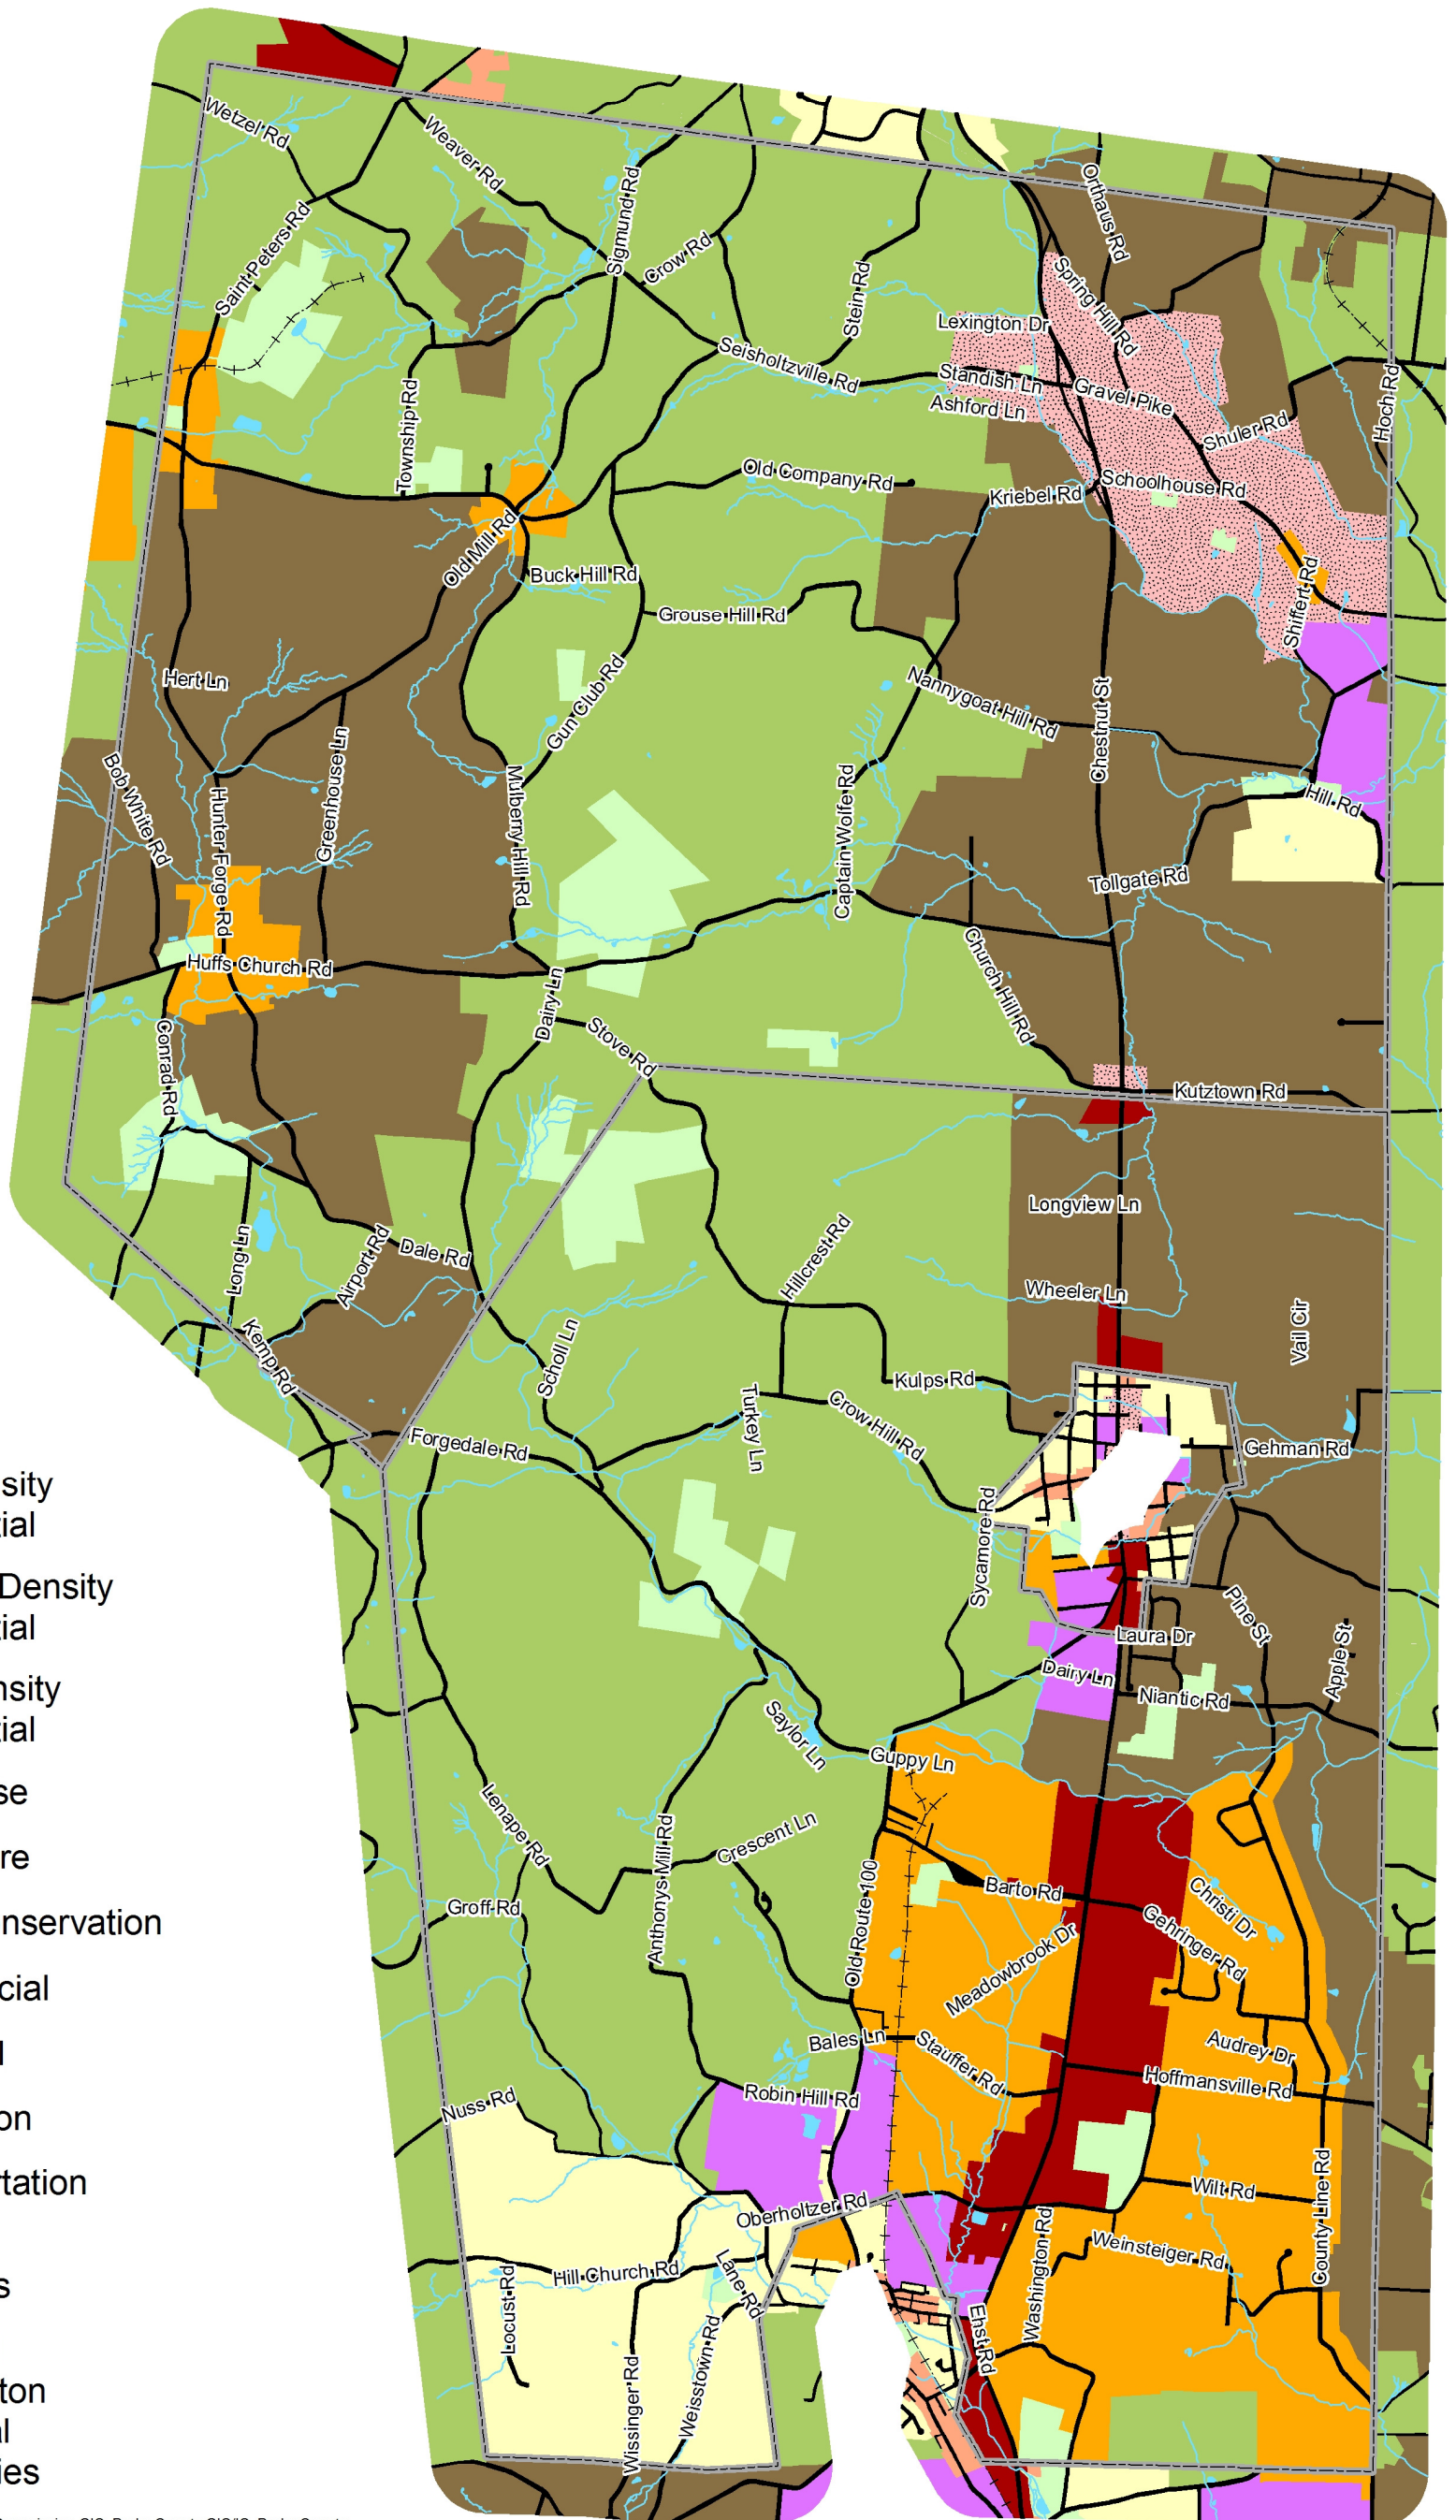 Wetzel Rd
Weaver Rd
Sigmund Rd
Orthaus Rd
Saint Peters Rd
Crow Rd
Stein Rd
Spring Hill Rd
Lexington Dr
Seisholtzville Rd
Standish Ln
Gravel Pike
Ashford Ln
Hoch Rd
Township Rd
Shuler Rd
Old Company Rd
Schoolhouse Rd
Kriebel Rd
Old Mill Rd
Buck Hill Rd
Shiffert Rd
Grouse Hill Rd
Hert Ln
Gun Club Rd
Nannygoat Hill Rd
Chestnut St
Bob White Rd
Hunter Forge Rd
Greenhouse Ln
Mulberry Hill Rd
Captain Wolfe Rd
Hill Rd
Tollgate Rd
Huffs Church Rd
Church Hill Rd
Dairy Ln
Stove Rd
Conrad Rd
Kutztown Rd
Longview Ln
Long Ln
Airport Rd
Dale Rd
Hillcrest Rd
Wheeler Ln
Vail Cir
Kemp Rd
Scholl Ln
Kulps Rd
Turkey Ln
Crow Hill Rd
Forgedale Rd
Gehman Rd
sity
tial
Sycamore Rd
Density
tial
Pine St
Laura Dr
Apple St
nsity
tial
Dairy Ln
Niantic Rd
Saylor Ln
Guppy Ln
se
Lenape Rd
Crescent Ln
re
Anthonys Mill Rd
Old Route 100
Barto Rd
Christi Dr
Groff Rd
nservation
Gehringer Rd
Meadowbrook Dr
cial
Bales Ln
Stauffer Rd
Audrey Dr
l
Hoffmansville Rd
Robin Hill Rd
Nuss Rd
on
rtation
Wilt Rd
County Line Rd
Oberholtzer Rd
Washington Rd
Weinsteiger Rd
Hill Church Rd
Lane Rd
s
Locust Rd
Ehst Rd
Wissinger Rd
Weisstown Rd
ton
l
ies